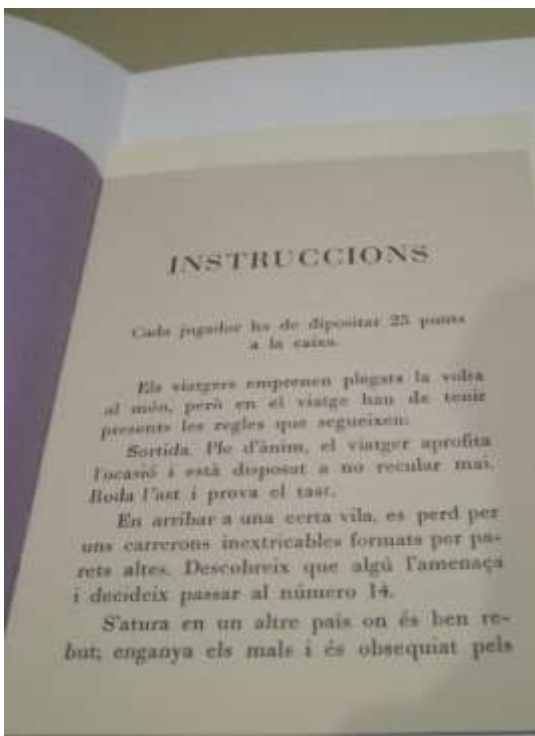 INSTRUCCIONS
Cada jugador ha de dipositar 25 punts
a la caixa.
Els viatgers emprenen plegats la volta
al món, però en el viatge han de tenir
presents les regles que segueixen:
Sortida. Ple d'ànim, el viatger aprofita
l'ocasió i està disposat a no recular mai.
Roda l'ast i prova el tast.
En arribar a una certa vila, es perd per
uns carrerons inextricables formats per pa-
rets altes. Descobreix que algú l'amenaça
i decideix passar al número 14.
S'atura en un altre país on és ben re-
but; enganya els mals i és obsequiat pels